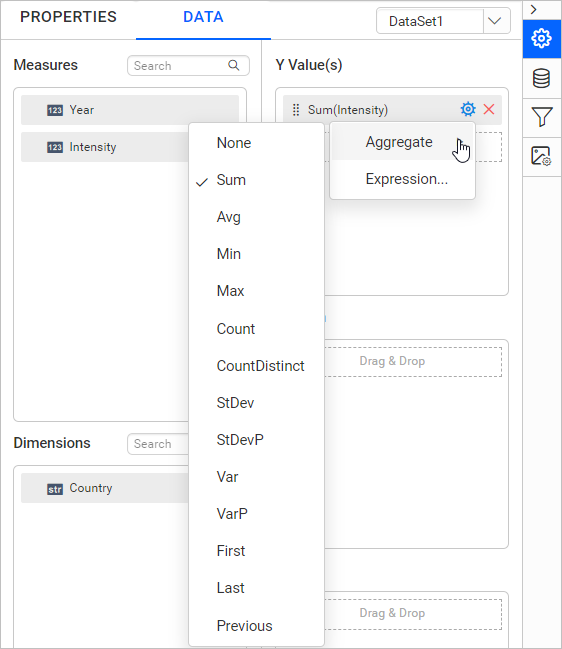 PROPERTIES
DATA
DataSet1
Measures
Search
Y Value(s)
123 Year
123 Intensity
Sum(Intensity)
Aggregate
Expression...
None
Sum
Avg
Min
Max
Count
CountDistinct
StDev
StDevP
Var
VarP
First
Last
Previous
Drag & Drop
Dimensions
Search
str Country
Drag & Drop